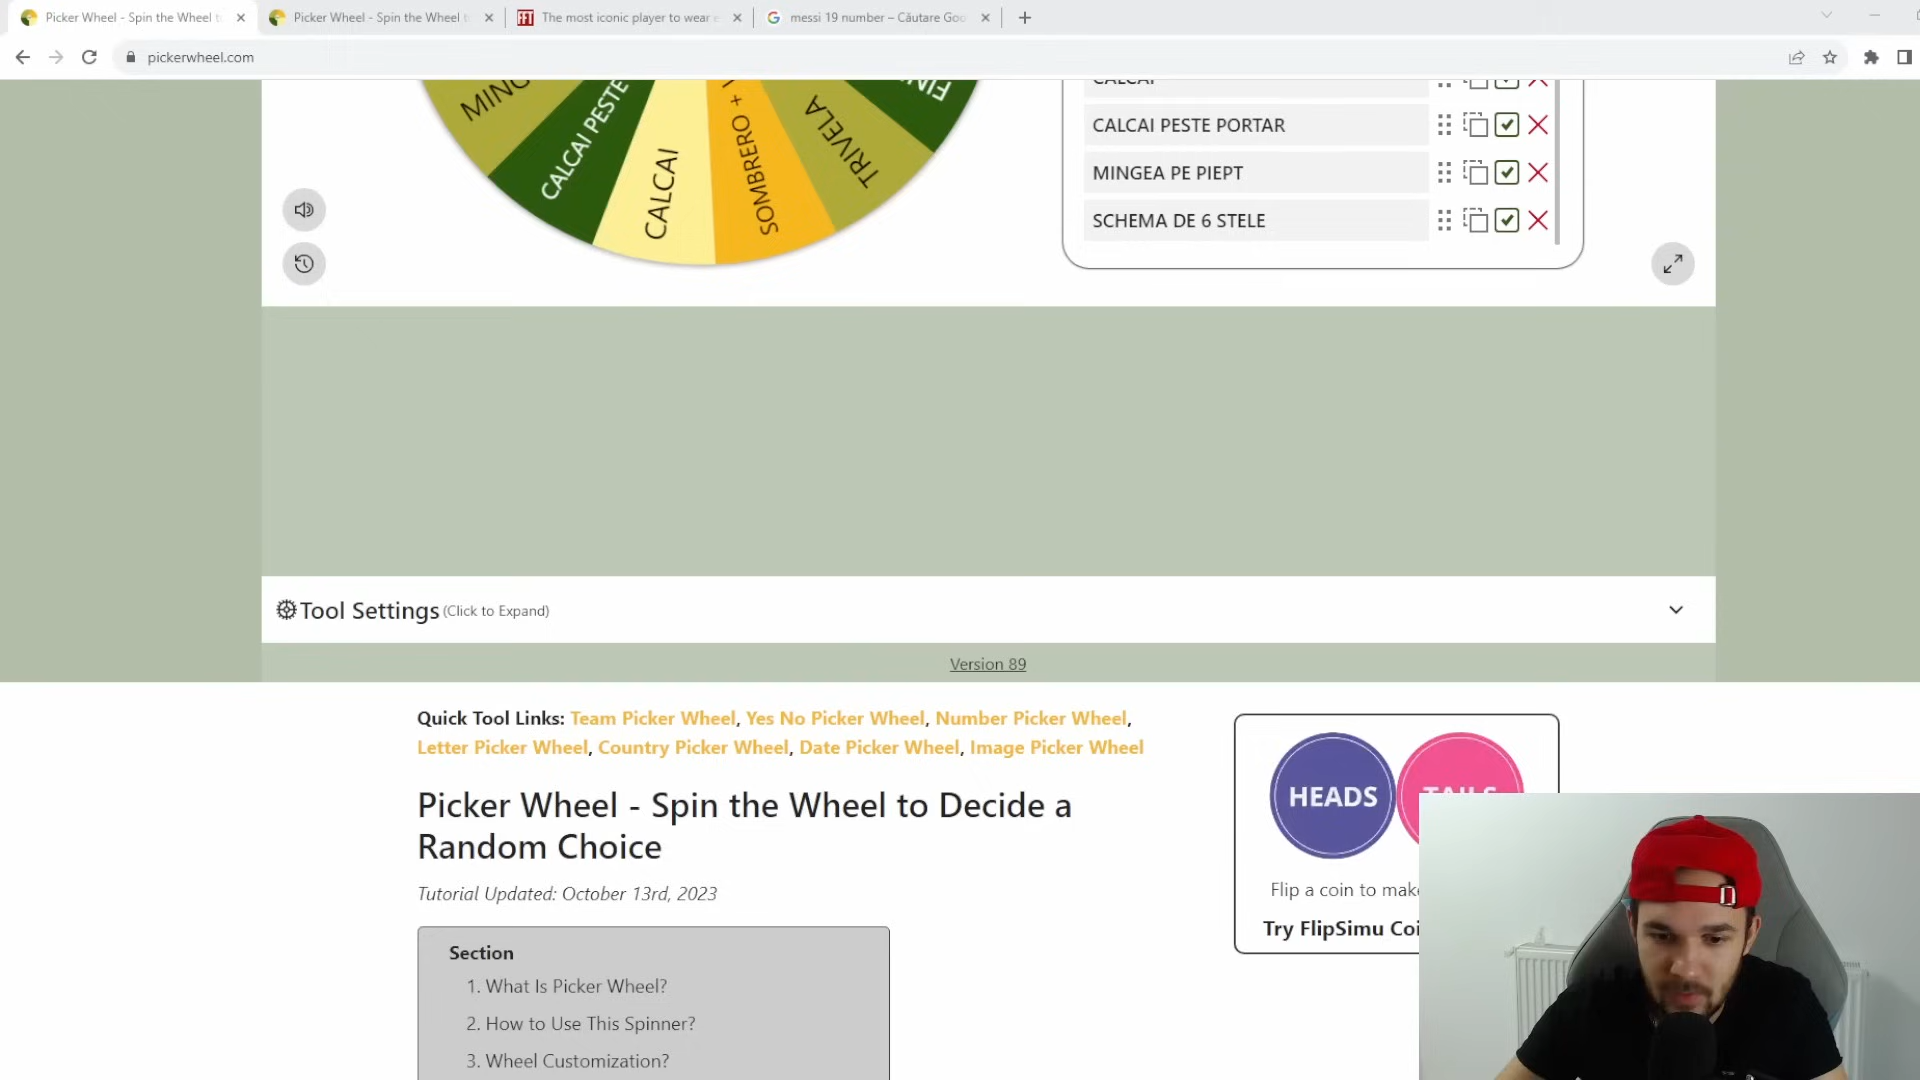 Picker Wheel - Spin the Wheel t
Picker Wheel - Spin the Wheel t
FFT The most iconic player to wear
messi 19 number – Căutare Goo
pickerwheel.com
MING
CALCAI PESTE
CALCAI
SOMBRERO +
TRIVELA
FIN
CALCAI
CALCAI PESTE PORTAR
MINGEA PE PIEPT
SCHEMA DE 6 STELE
Tool Settings (Click to Expand)
Version 89
Quick Tool Links: Team Picker Wheel, Yes No Picker Wheel, Number Picker Wheel,
Letter Picker Wheel, Country Picker Wheel, Date Picker Wheel, Image Picker Wheel
Picker Wheel - Spin the Wheel to Decide a
Random Choice
Tutorial Updated: October 13rd, 2023
Section
1. What Is Picker Wheel?
2. How to Use This Spinner?
3. Wheel Customization?
HEADS
TAILS
Flip a coin to make
Try FlipSimu Coi